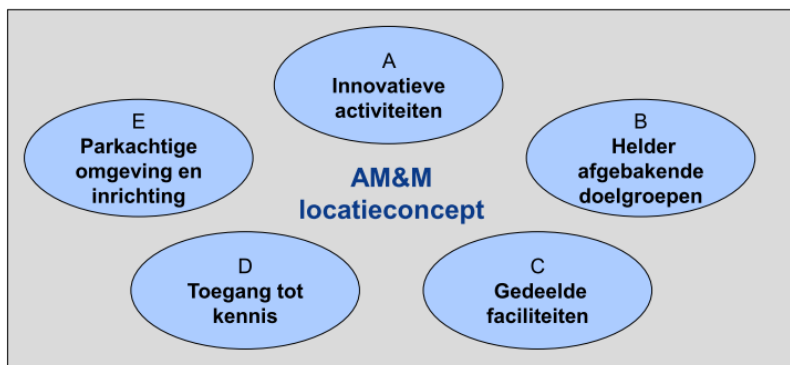 A
Innovatieve
activiteiten
E
Parkachtige
omgeving en
inrichting
B
Helder
afgebakende
doelgroepen
AM&M
locatieconcept
D
Toegang tot
kennis
C
Gedeelde
faciliteiten